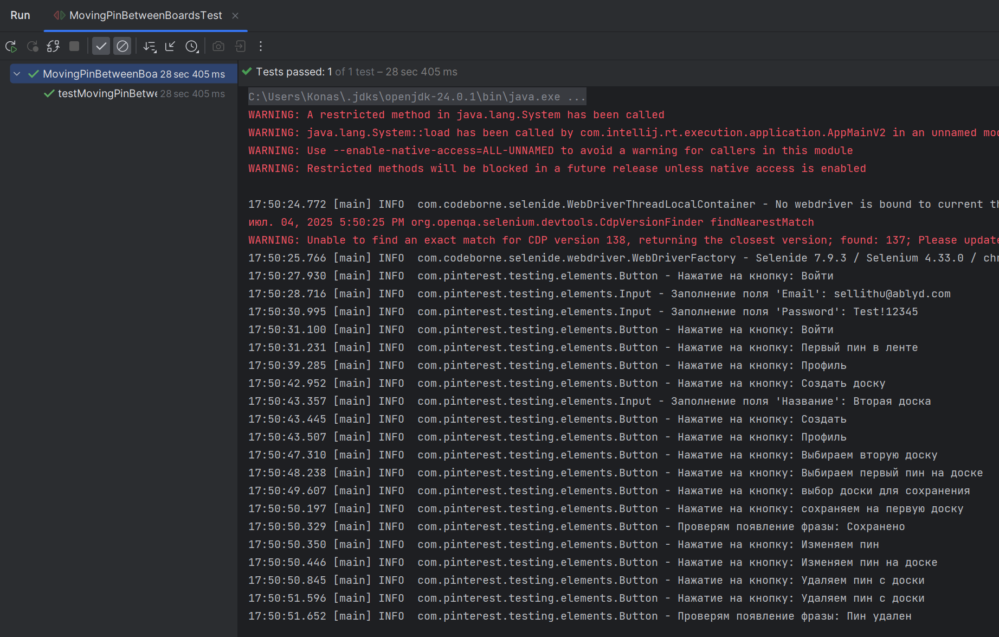 Run MovingPinBetweenBoardsTest
MovingPinBetweenBoa 28 sec 405 ms
testMovingPinBetwe 28 sec 405 ms
Tests passed: 1 of 1 test – 28 sec 405 ms
C:\Users\Konas\.jdks\openjdk-24.0.1\bin\java.exe ...
WARNING: A restricted method in java.lang.System has been called
WARNING: java.lang.System::load has been called by com.intellij.rt.execution.application.AppMainV2 in an unnamed mod
WARNING: Use --enable-native-access=ALL-UNNAMED to avoid a warning for callers in this module
WARNING: Restricted methods will be blocked in a future release unless native access is enabled
17:50:24.772 [main] INFO  com.codeborne.selenide.WebDriverThreadLocalContainer - No webdriver is bound to current th
июл. 04, 2025 5:50:25 PM org.openqa.selenium.devtools.CdpVersionFinder findNearestMatch
WARNING: Unable to find an exact match for CDP version 138, returning the closest version; found: 137; Please update
17:50:25.766 [main] INFO  com.codeborne.selenide.webdriver.WebDriverFactory - Selenide 7.9.3 / Selenium 4.33.0 / chr
17:50:27.930 [main] INFO  com.pinterest.testing.elements.Button - Нажатие на кнопку: Войти
17:50:28.716 [main] INFO  com.pinterest.testing.elements.Input - Заполнение поля 'Email': sellithu@ablyd.com
17:50:30.995 [main] INFO  com.pinterest.testing.elements.Input - Заполнение поля 'Password': Test!12345
17:50:31.100 [main] INFO  com.pinterest.testing.elements.Button - Нажатие на кнопку: Войти
17:50:31.231 [main] INFO  com.pinterest.testing.elements.Button - Нажатие на кнопку: Первый пин в ленте
17:50:39.285 [main] INFO  com.pinterest.testing.elements.Button - Нажатие на кнопку: Профиль
17:50:42.952 [main] INFO  com.pinterest.testing.elements.Button - Нажатие на кнопку: Создать доску
17:50:43.357 [main] INFO  com.pinterest.testing.elements.Input - Заполнение поля 'Название': Вторая доска
17:50:43.445 [main] INFO  com.pinterest.testing.elements.Button - Нажатие на кнопку: Создать
17:50:43.507 [main] INFO  com.pinterest.testing.elements.Button - Нажатие на кнопку: Профиль
17:50:47.310 [main] INFO  com.pinterest.testing.elements.Button - Нажатие на кнопку: Выбираем вторую доску
17:50:48.238 [main] INFO  com.pinterest.testing.elements.Button - Нажатие на кнопку: Выбираем первый пин на доске
17:50:49.607 [main] INFO  com.pinterest.testing.elements.Button - Нажатие на кнопку: выбор доски для сохранения
17:50:50.197 [main] INFO  com.pinterest.testing.elements.Button - Нажатие на кнопку: сохраняем на первую доску
17:50:50.329 [main] INFO  com.pinterest.testing.elements.Button - Проверям появление фразы: Сохранено
17:50:50.350 [main] INFO  com.pinterest.testing.elements.Button - Нажатие на кнопку: Изменяем пин
17:50:50.446 [main] INFO  com.pinterest.testing.elements.Button - Нажатие на кнопку: Изменяем пин на доске
17:50:50.845 [main] INFO  com.pinterest.testing.elements.Button - Нажатие на кнопку: Удаляем пин с доски
17:50:51.596 [main] INFO  com.pinterest.testing.elements.Button - Нажатие на кнопку: Удаляем пин с доски
17:50:51.652 [main] INFO  com.pinterest.testing.elements.Button - Проверям появление фразы: Пин удален